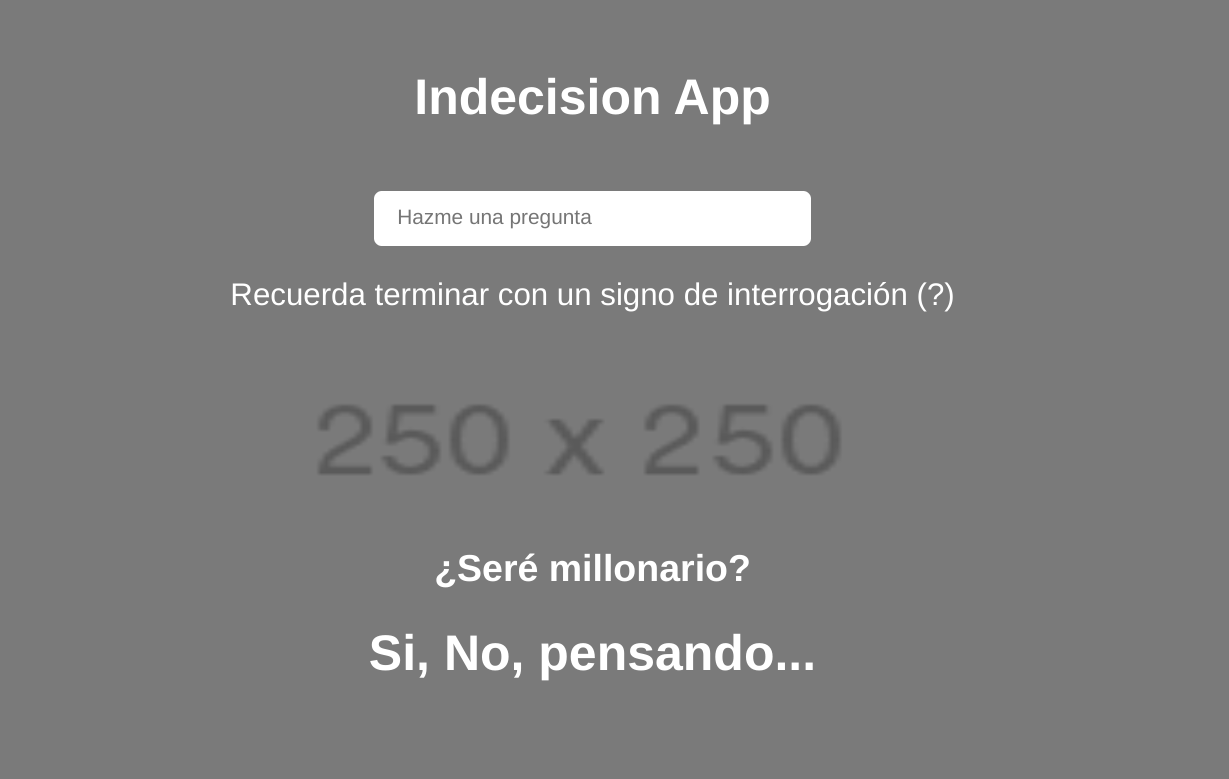 Indecision App
Hazme una pregunta
Recuerda terminar con un signo de interrogación (?)
250 x 250
¿Seré millonario?
Si, No, pensando...